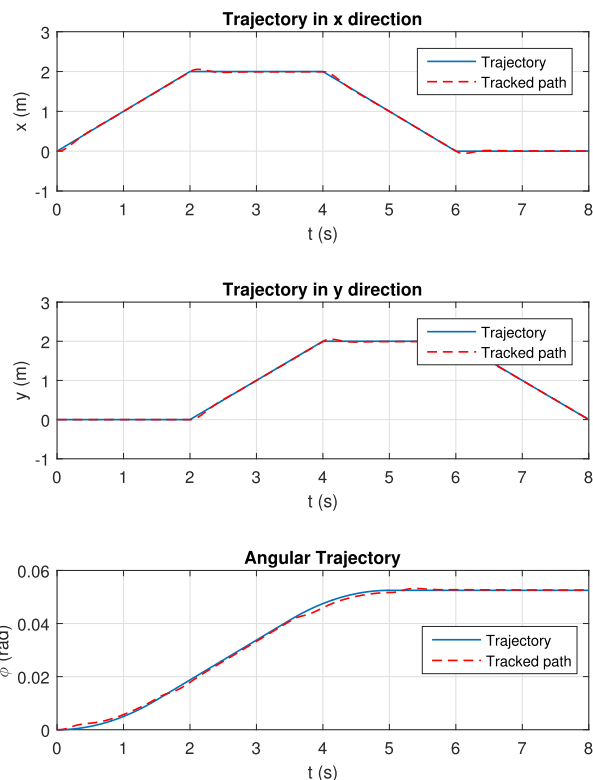 Trajectory in x direction
3
2
1
0
-1
x (m)
Trajectory
Tracked path
0 1 2 3 4 5 6 7 8
t (s)
Trajectory in y direction
3
2
1
0
-1
y (m)
Trajectory
Tracked path
0 1 2 3 4 5 6 7 8
t (s)
Angular Trajectory
0.06
0.04
0.02
0
ϕ (rad)
Trajectory
Tracked path
0 1 2 3 4 5 6 7 8
t (s)